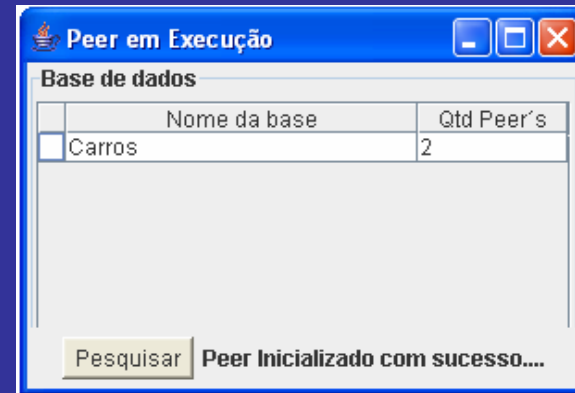 Peer em Execução
Base de dados
Nome da base Qtd Peer´s
Carros 2
Pesquisar Peer Inicializado com sucesso....